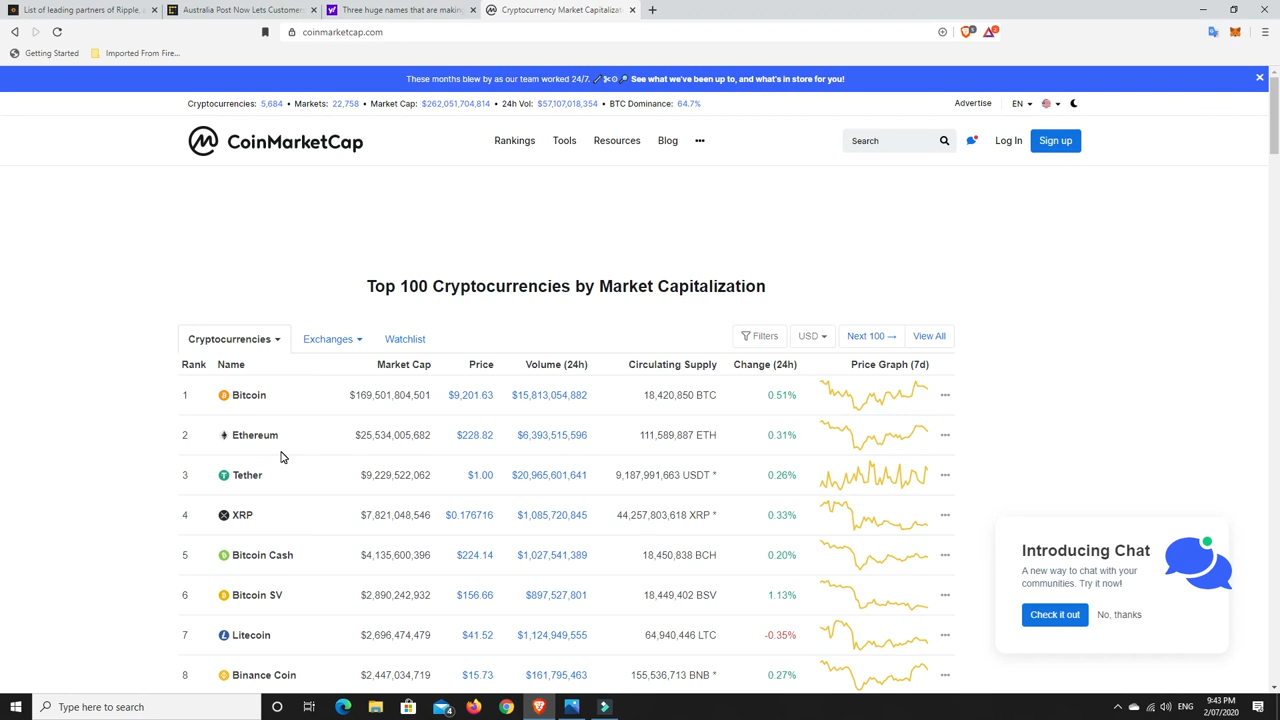 List of leading partners of Ripple, a
Australia Post Now Lets Customers
Three huge names that are making
Cryptocurrency Market Capitalizat
coinmarketcap.com
Getting Started
Imported From Fire...
These months blew by as our team worked 24/7. See what we've been up to, and what's in store for you!
Cryptocurrencies: 5,684 • Markets: 22,758 • Market Cap: $262,051,704,814 • 24h Vol: $57,107,018,354 • BTC Dominance: 64.7%
Advertise EN
CoinMarketCap
Rankings Tools Resources Blog
Search
Log In Sign up
Top 100 Cryptocurrencies by Market Capitalization
Cryptocurrencies Exchanges Watchlist
Filters USD Next 100 → View All
Rank Name Market Cap Price Volume (24h) Circulating Supply Change (24h) Price Graph (7d)
1 Bitcoin $169,501,804,501 $9,201.63 $15,813,054,882 18,420,850 BTC 0.51%
2 Ethereum $25,534,005,682 $228.82 $6,393,515,596 111,589,887 ETH 0.31%
3 Tether $9,229,522,062 $1.00 $20,965,601,641 9,187,991,663 USDT * 0.26%
4 XRP $7,821,048,546 $0.176716 $1,085,720,845 44,257,803,618 XRP * 0.33%
5 Bitcoin Cash $4,135,600,396 $224.14 $1,027,541,389 18,450,838 BCH 0.20%
6 Bitcoin SV $2,890,242,932 $156.66 $897,527,801 18,449,402 BSV 1.13%
7 Litecoin $2,696,474,479 $41.52 $1,124,949,555 64,940,446 LTC -0.35%
8 Binance Coin $2,447,034,719 $15.73 $161,795,463 155,536,713 BNB * 0.27%
Introducing Chat
A new way to chat with your
communities. Try it now!
Check it out No, thanks
Type here to search
ENG
9:43 PM
2/07/2020